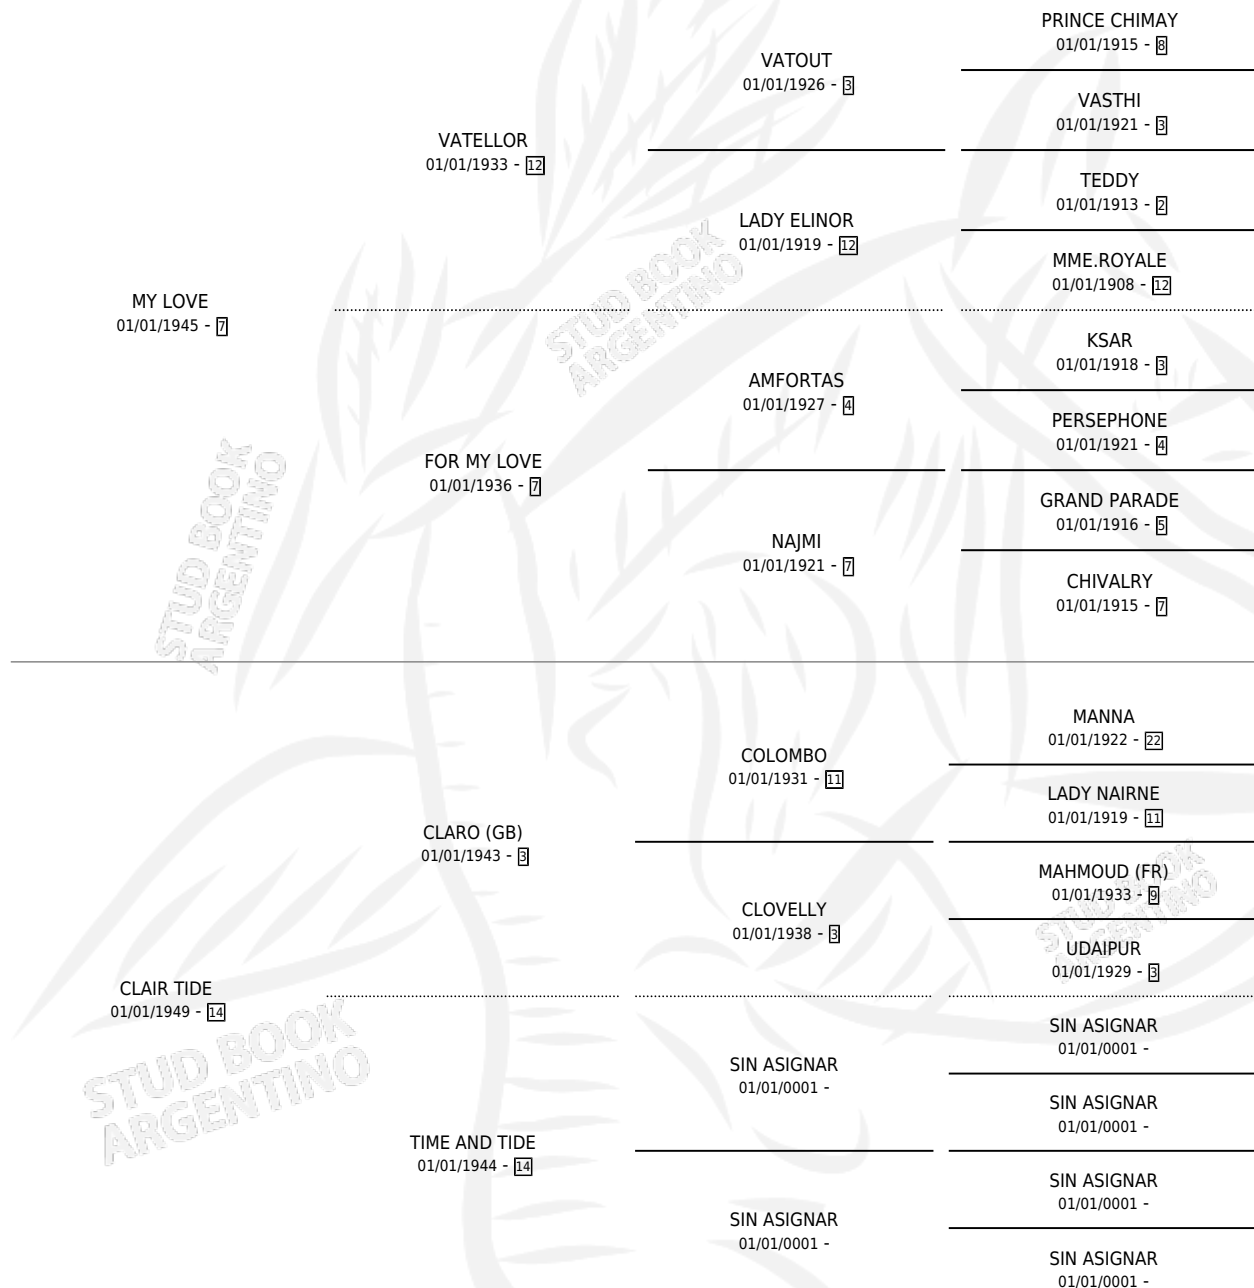 PRINCE CHIMAY
01/01/1915 - 8
VATOUT
01/01/1926 - 3
VASTHI
01/01/1921 - 3
VATELLOR
01/01/1933 - 12
TEDDY
01/01/1913 - 2
LADY ELINOR
01/01/1919 - 12
MME.ROYALE
01/01/1908 - 12
MY LOVE
01/01/1945 - 7
KSAR
01/01/1918 - 3
AMFORTAS
01/01/1927 - 4
PERSEPHONE
01/01/1921 - 4
FOR MY LOVE
01/01/1936 - 7
GRAND PARADE
01/01/1916 - 5
NAJMI
01/01/1921 - 7
CHIVALRY
01/01/1915 - 7
MANNA
01/01/1922 - 22
COLOMBO
01/01/1931 - 11
LADY NAIRNE
01/01/1919 - 11
CLARO (GB)
01/01/1943 - 3
MAHMOUD (FR)
01/01/1933 - 9
CLOVELLY
01/01/1938 - 3
UDAIPUR
01/01/1929 - 3
CLAIR TIDE
01/01/1949 - 14
SIN ASIGNAR
01/01/0001 -
SIN ASIGNAR
01/01/0001 -
SIN ASIGNAR
01/01/0001 -
TIME AND TIDE
01/01/1944 - 14
SIN ASIGNAR
01/01/0001 -
SIN ASIGNAR
01/01/0001 -
SIN ASIGNAR
01/01/0001 -
STUD BOOK
ARGENTINO
STUD BOOK
ARGENTINO
STUD BOOK
ARGENTINO
STUD BOOK
ARGENTINO